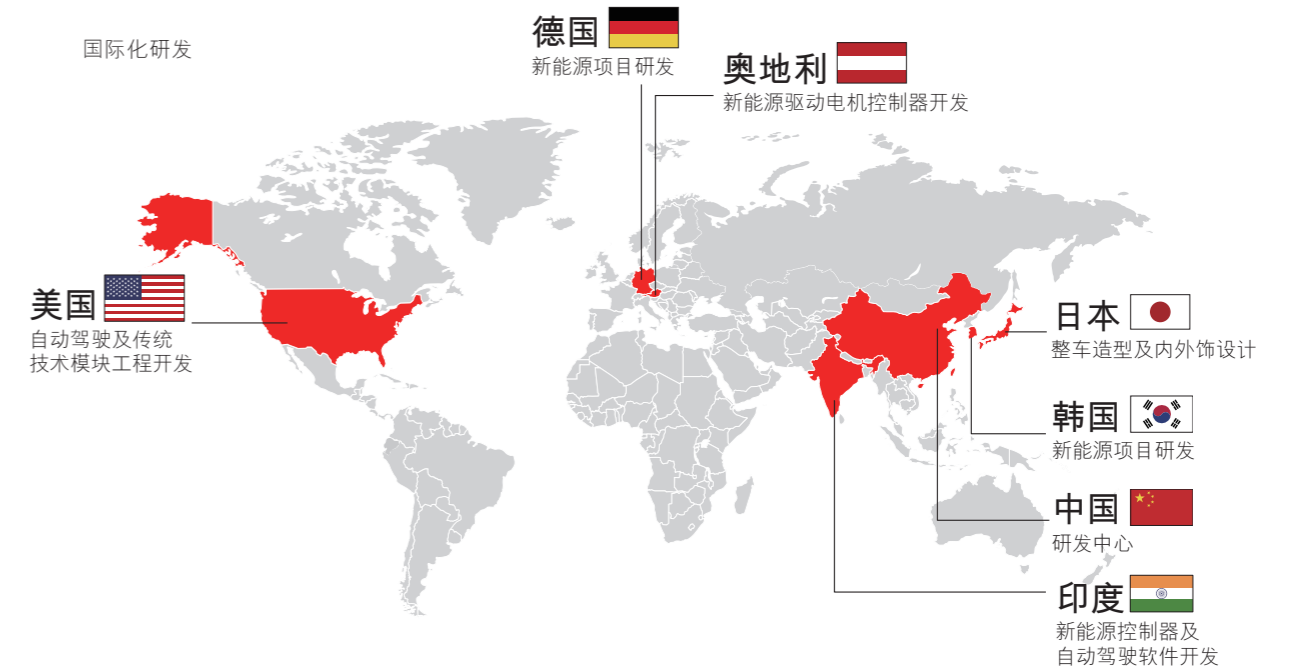 国际化研发
德国
新能源项目研发
奥地利
新能源驱动电机控制器开发
美国
自动驾驶及传统
技术模块工程开发
日本
整车造型及内外饰设计
韩国
新能源项目研发
中国
研发中心
印度
新能源控制器及
自动驾驶软件开发